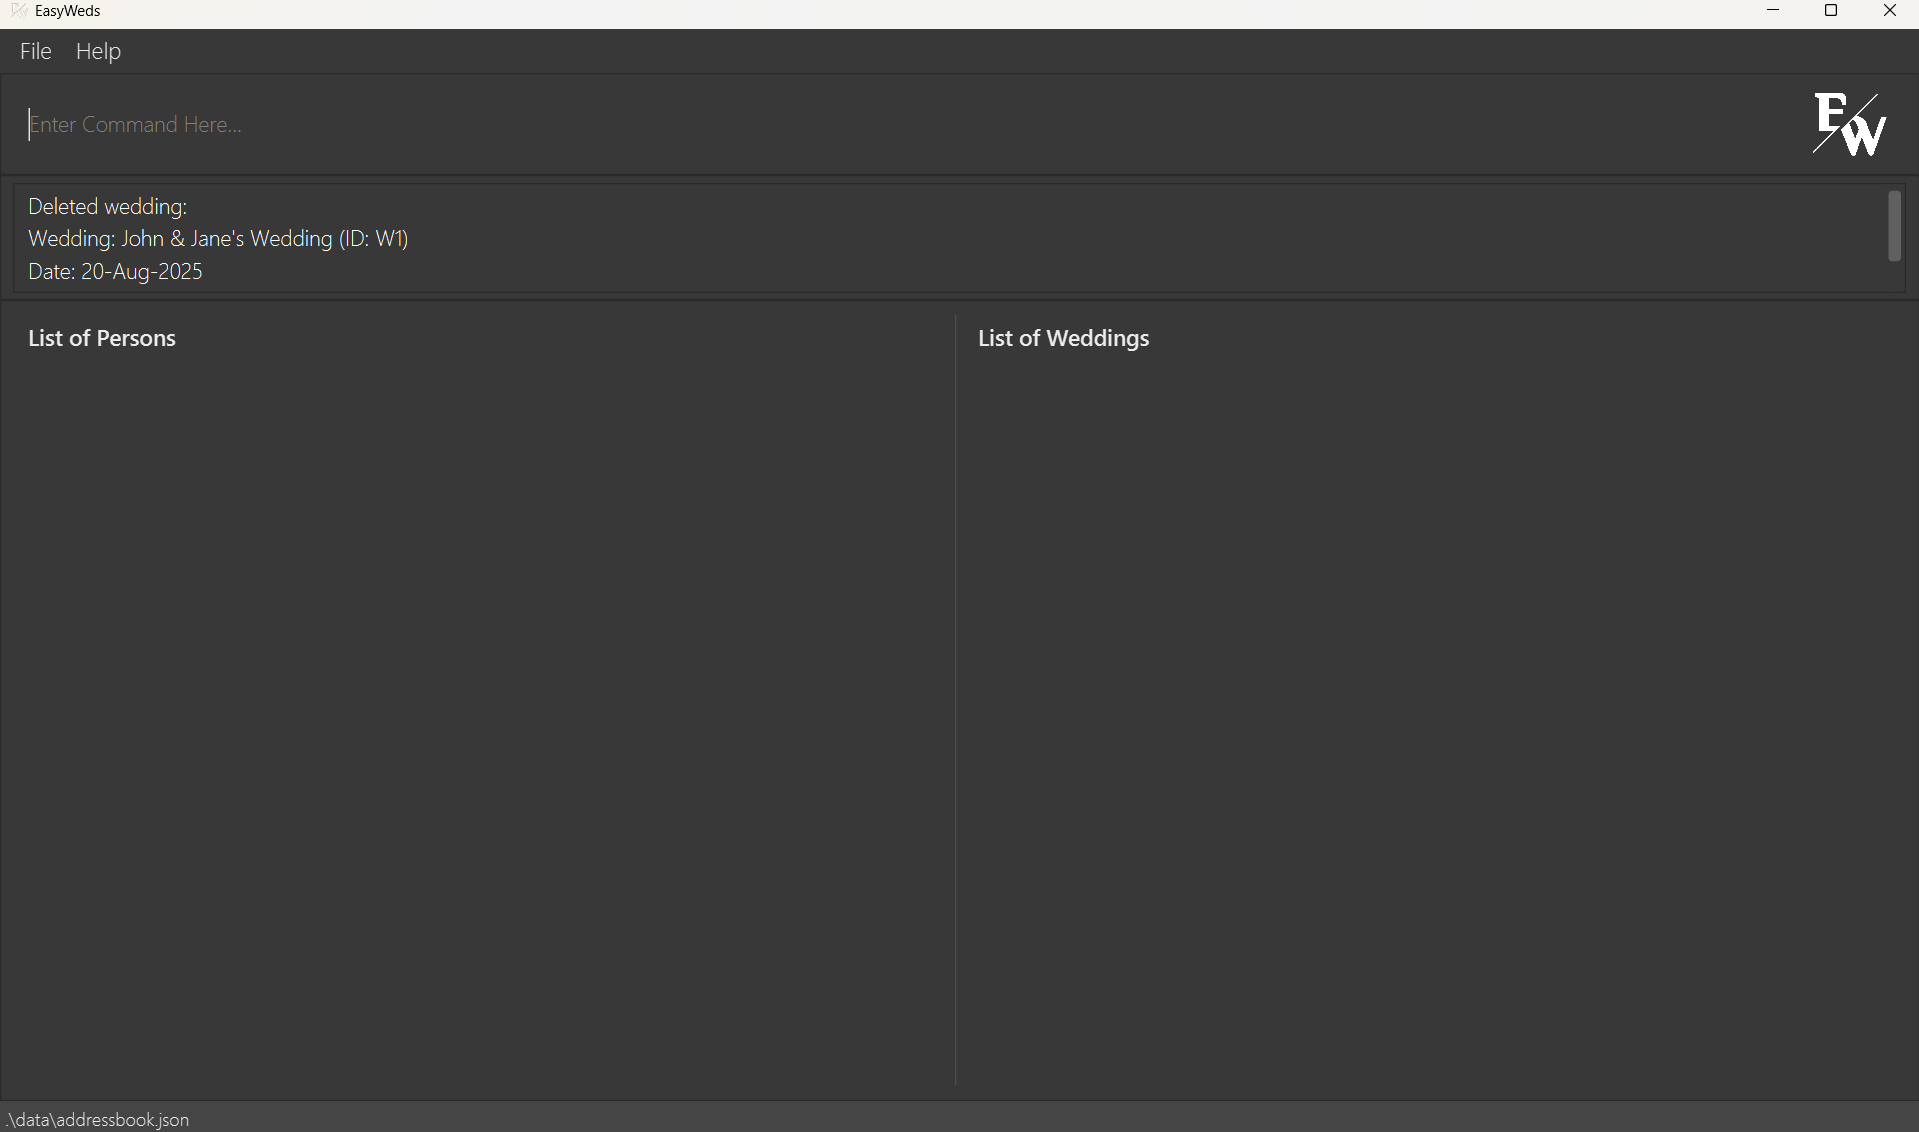 EasyWeds
File Help
Enter Command Here...
EW
Deleted wedding:
Wedding: John & Jane's Wedding (ID: W1)
Date: 20-Aug-2025
List of Persons
List of Weddings
.\data\addressbook.json